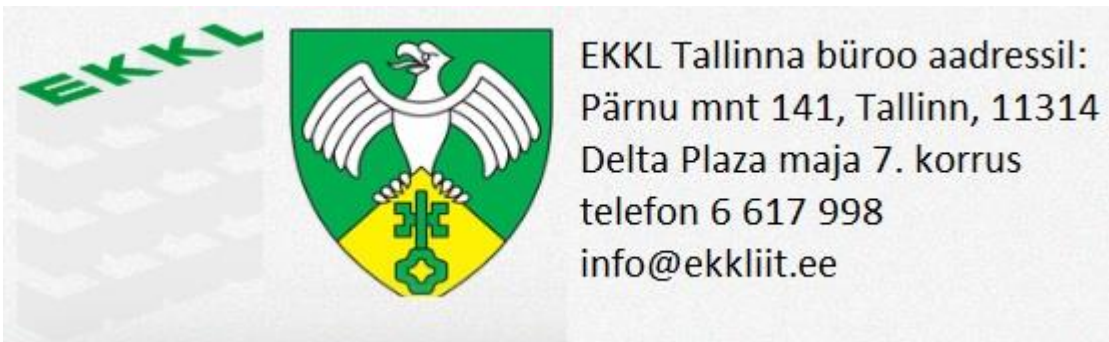 EKKL
EKKL Tallinna büroo aadressil:
Pärnu mnt 141, Tallinn, 11314
Delta Plaza maja 7. korrus
telefon 6 617 998
info@ekkliit.ee